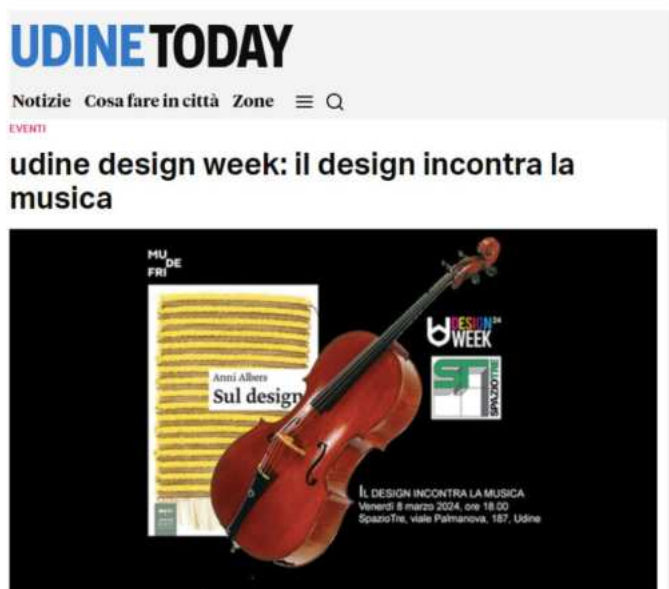 UDINETODAY
Notizie Cosa fare in città Zone
EVENTI
udine design week: il design incontra la
musica
MU
DE
FRI
Anni Albers
Sul design
DESIGN 24
WEEK
ST
SPAZIOTRE
IL DESIGN INCONTRA LA MUSICA
Venerdì 8 marzo 2024, ore 18.00
SpazioTre, viale Palmanova, 187, Udine